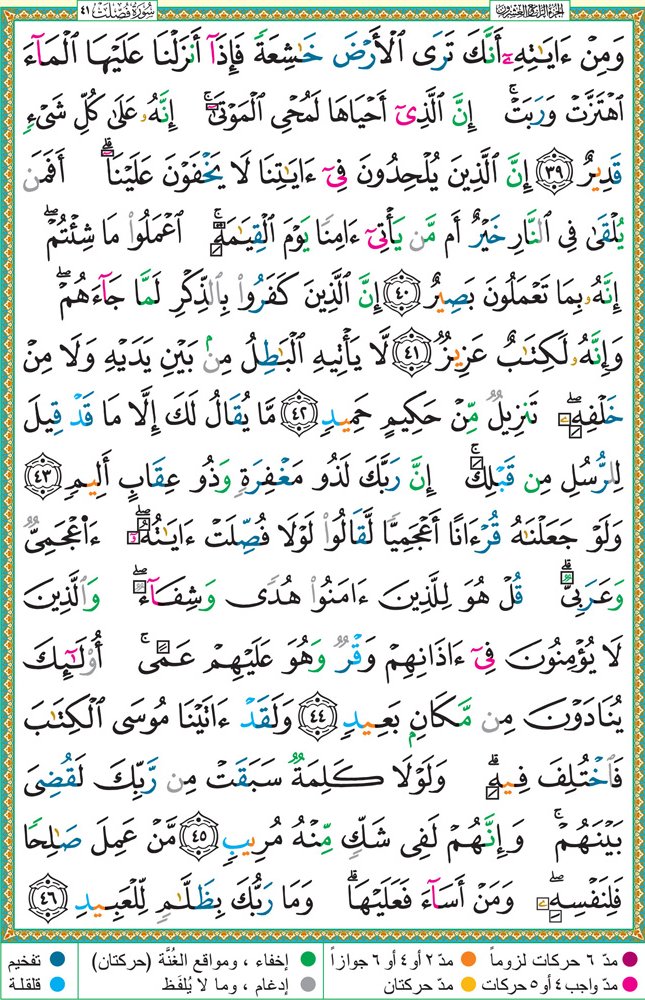 الجزء الرابع والعشرون سورة فصلت ٤١
وَمِنْ ءَايَٰتِهِۦٓ أَنَّكَ تَرَى ٱلْأَرْضَ خَٰشِعَةً فَإِذَآ أَنزَلْنَا عَلَيْهَا ٱلْمَآءَ
ٱهْتَزَّتْ وَرَبَتْ ۚ إِنَّ ٱلَّذِىٓ أَحْيَاهَا لَمُحْىِ ٱلْمَوْتَىٰٓ ۚ إِنَّهُۥ عَلَىٰ كُلِّ شَىْءٍ
قَدِيرٌ ٣٩ إِنَّ ٱلَّذِينَ يُلْحِدُونَ فِىٓ ءَايَٰتِنَا لَا يَخْفَوْنَ عَلَيْنَآ ۗ أَفَمَن
يُلْقَىٰ فِى ٱلنَّارِ خَيْرٌ أَم مَّن يَأْتِىٓ ءَامِنًا يَوْمَ ٱلْقِيَٰمَةِ ۚ ٱعْمَلُوا۟ مَا شِئْتُمْ ۖ
إِنَّهُۥ بِمَا تَعْمَلُونَ بَصِيرٌ ٤٠ إِنَّ ٱلَّذِينَ كَفَرُوا۟ بِٱلذِّكْرِ لَمَّا جَآءَهُمْ ۖ
وَإِنَّهُۥ لَكِتَٰبٌ عَزِيزٌ ٤١ لَّا يَأْتِيهِ ٱلْبَٰطِلُ مِنۢ بَيْنِ يَدَيْهِ وَلَا مِنْ
خَلْفِهِۦ ۖ تَنزِيلٌ مِّنْ حَكِيمٍ حَمِيدٍ ٤٢ مَّا يُقَالُ لَكَ إِلَّا مَا قَدْ قِيلَ
لِلرُّسُلِ مِن قَبْلِكَ ۚ إِنَّ رَبَّكَ لَذُو مَغْفِرَةٍ وَذُو عِقَابٍ أَلِيمٍ ٤٣
وَلَوْ جَعَلْنَٰهُ قُرْءَانًا أَعْجَمِيًّا لَّقَالُوا۟ لَوْلَا فُصِّلَتْ ءَايَٰتُهُۥٓ ۖ ءَا۬عْجَمِىٌّ
وَعَرَبِىٌّ ۗ قُلْ هُوَ لِلَّذِينَ ءَامَنُوا۟ هُدًى وَشِفَآءٌ ۖ وَٱلَّذِينَ
لَا يُؤْمِنُونَ فِىٓ ءَاذَانِهِمْ وَقْرٌ وَهُوَ عَلَيْهِمْ عَمًى ۚ أُو۟لَٰٓئِكَ
يُنَادَوْنَ مِن مَّكَانٍۭ بَعِيدٍ ٤٤ وَلَقَدْ ءَاتَيْنَا مُوسَى ٱلْكِتَٰبَ
فَٱخْتُلِفَ فِيهِ ۗ وَلَوْلَا كَلِمَةٌ سَبَقَتْ مِن رَّبِّكَ لَقُضِىَ
بَيْنَهُمْ ۚ وَإِنَّهُمْ لَفِى شَكٍّ مِّنْهُ مُرِيبٍ ٤٥ مَّنْ عَمِلَ صَٰلِحًا
فَلِنَفْسِهِۦ ۖ وَمَنْ أَسَآءَ فَعَلَيْهَا ۗ وَمَا رَبُّكَ بِظَلَّٰمٍ لِّلْعَبِيدِ ٤٦
مدّ ٦ حركات لزوماً مدّ ٢ أو ٤ أو ٦ جوازاً إخفاء ، ومواقع الغُنَّة (حركتان) تفخيم
مدّ واجب ٤ أو ٥ حركات مدّ حركتان إدغام ، وما لا يُلفَظ قلقلة